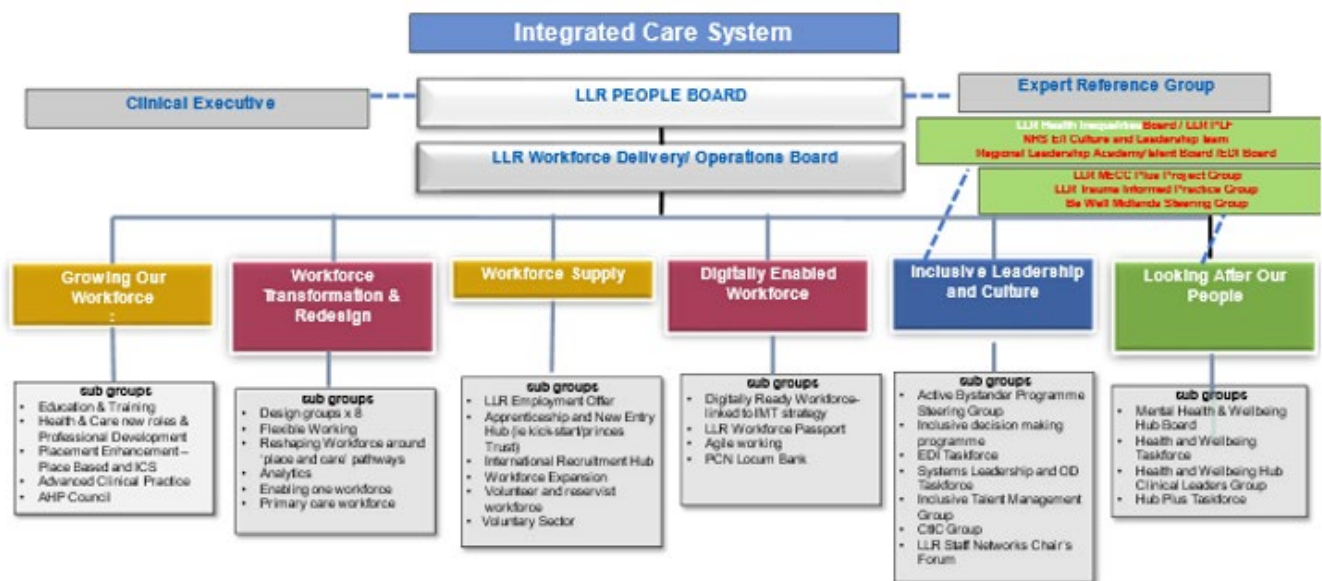 Integrated Care System
Clinical Executive
LLR PEOPLE BOARD
Expert Reference Group
LLR Health Inequalities Board / LLR PLF
NHS E/I Culture and Leadership team
Regional Leadership Academy/talent Board /EDI Board
LLR Workforce Delivery/ Operations Board
LLR MECC Plus Project Group
LLR Trauma Informed Practice Group
Be Well Midlands Steering Group
Growing Our
Workforce
:
Workforce
Transformation &
Redesign
Workforce Supply
Digitally Enabled
Workforce
Inclusive Leadership
and Culture
Looking After Our
People
sub groups
• Education & Training
• Health & Care new roles &
Professional Development
• Placement Enhancement –
Place Based and ICS
• Advanced Clinical Practice
• AHP Council
sub groups
• Design groups x 8
• Flexible Working
• Reshaping Workforce around
'place and care' pathways
• Analytics
• Enabling one workforce
• Primary care workforce
sub groups
• LLR Employment Offer
• Apprenticeship and New Entry
Hub (ie kick-start/princes
Trust)
• International Recruitment Hub
• Workforce Expansion
• Volunteer and reservist
workforce
• Voluntary Sector
sub groups
• Digitally Ready Workforce-
linked to IMT strategy
• LLR Workforce Passport
• Agile working
• PCN Locum Bank
sub groups
• Active Bystander Programme
Steering Group
• Inclusive decision making
programme
• EDI Taskforce
• Systems Leadership and OD
Taskforce
• Inclusive Talent Management
Group
• Group
• LLR Staff Networks Chair's
Forum
sub groups
• Mental Health & Wellbeing
Hub Board
• Health and Wellbeing
Taskforce
• Health and Wellbeing Hub
Clinical Leaders Group
• Hub Plus Taskforce